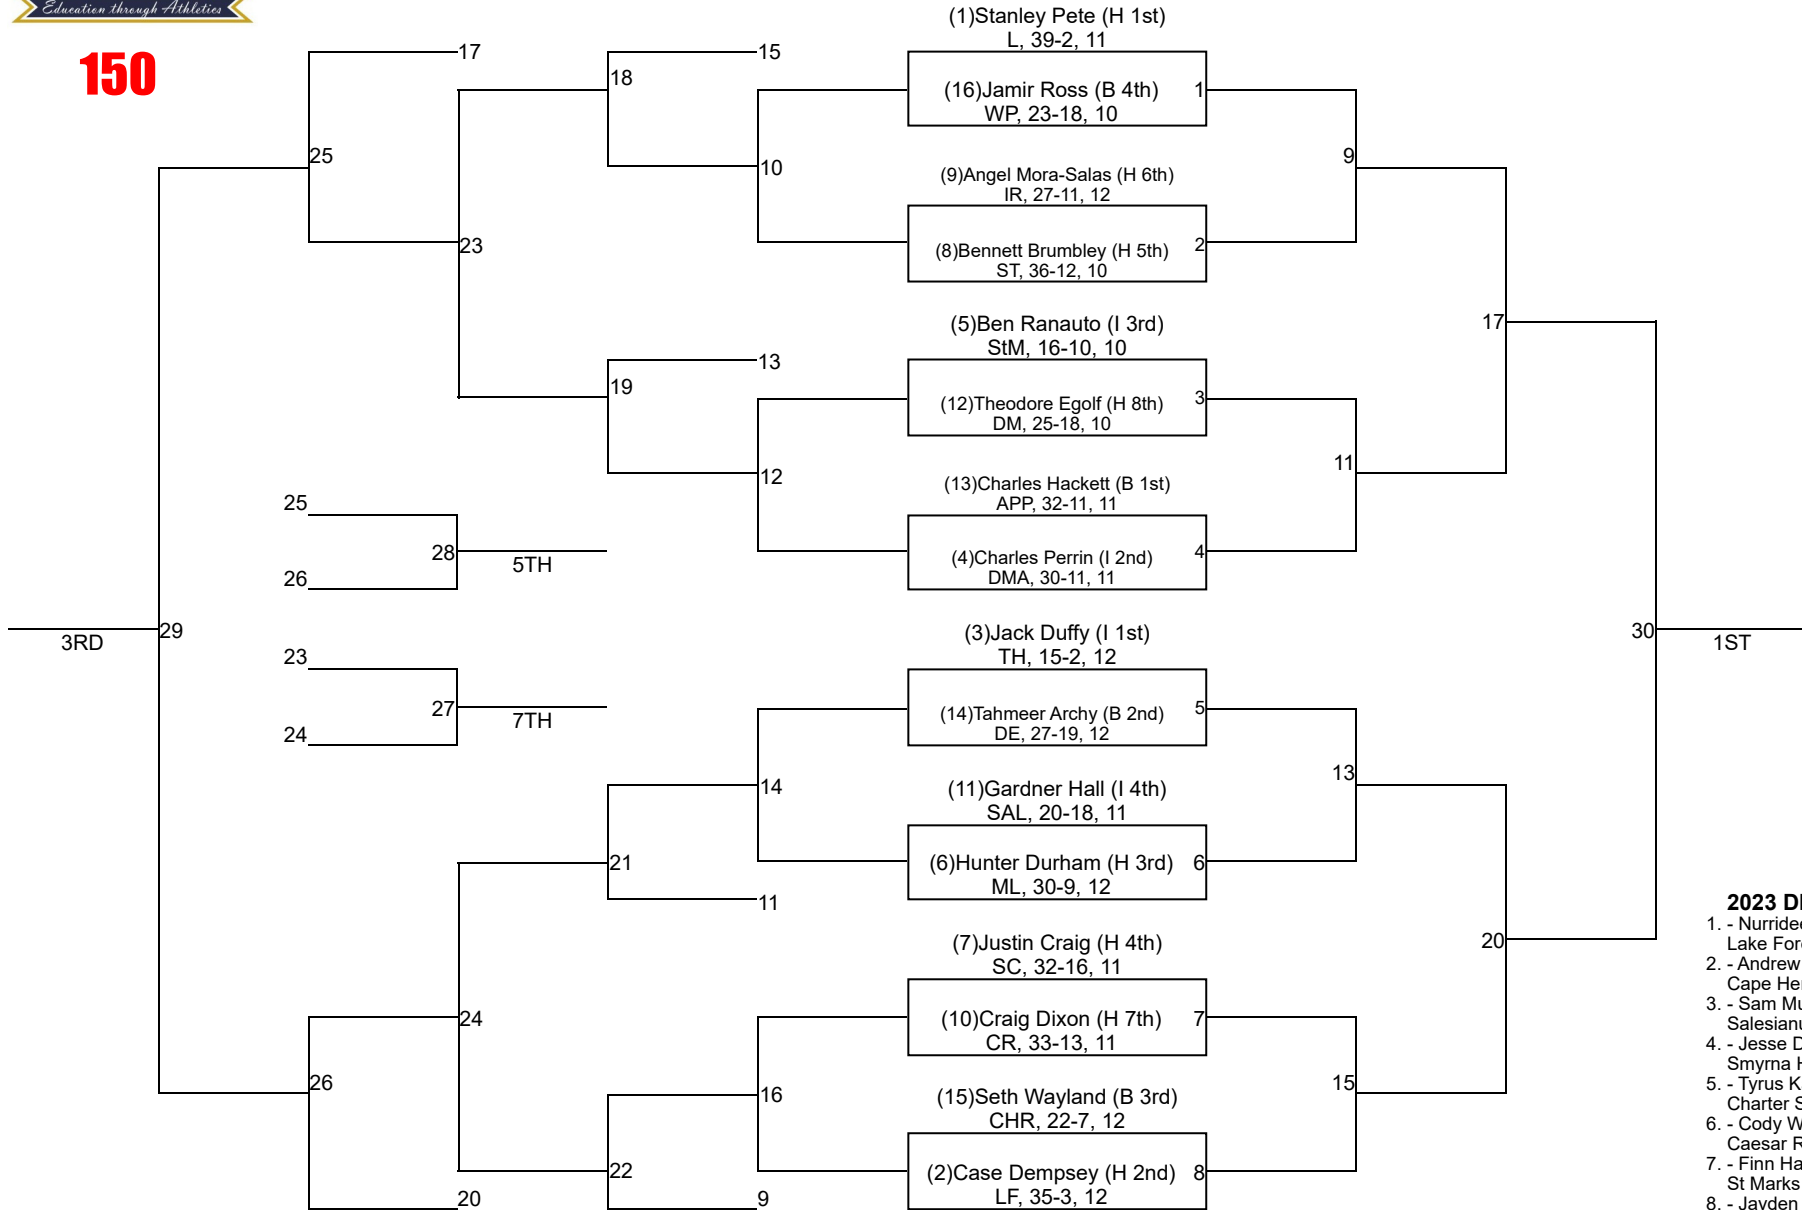 Education through Athletics
150
17
15
18
25
10
23
13
19
12
25
28
5TH
26
3RD
29
23
27
7TH
24
14
21
11
24
26
16
22
20
9
(1)Stanley Pete (H 1st)
L, 39-2, 11
(16)Jamir Ross (B 4th)
WP, 23-18, 10
1
(9)Angel Mora-Salas (H 6th)
IR, 27-11, 12
(8)Bennett Brumbley (H 5th)
ST, 36-12, 10
2
(5)Ben Ranauto (I 3rd)
StM, 16-10, 10
(12)Theodore Egolf (H 8th)
DM, 25-18, 10
3
(13)Charles Hackett (B 1st)
APP, 32-11, 11
(4)Charles Perrin (I 2nd)
DMA, 30-11, 11
4
(3)Jack Duffy (I 1st)
TH, 15-2, 12
(14)Tahmeer Archy (B 2nd)
DE, 27-19, 12
5
(11)Gardner Hall (I 4th)
SAL, 20-18, 11
(6)Hunter Durham (H 3rd)
ML, 30-9, 12
6
(7)Justin Craig (H 4th)
SC, 32-16, 11
(10)Craig Dixon (H 7th)
CR, 33-13, 11
7
(15)Seth Wayland (B 3rd)
CHR, 22-7, 12
(2)Case Dempsey (H 2nd)
LF, 35-3, 12
8
9
17
11
30
1ST
13
20
15
2023
1. - 
Lake
2. - Andrew
Cape
3. - Sam
4. - Jesse
Smyrna
5. - Tyrus
Charter
6. - Cody
Caesar
7. - Finn
St Marks
8. - Jayden